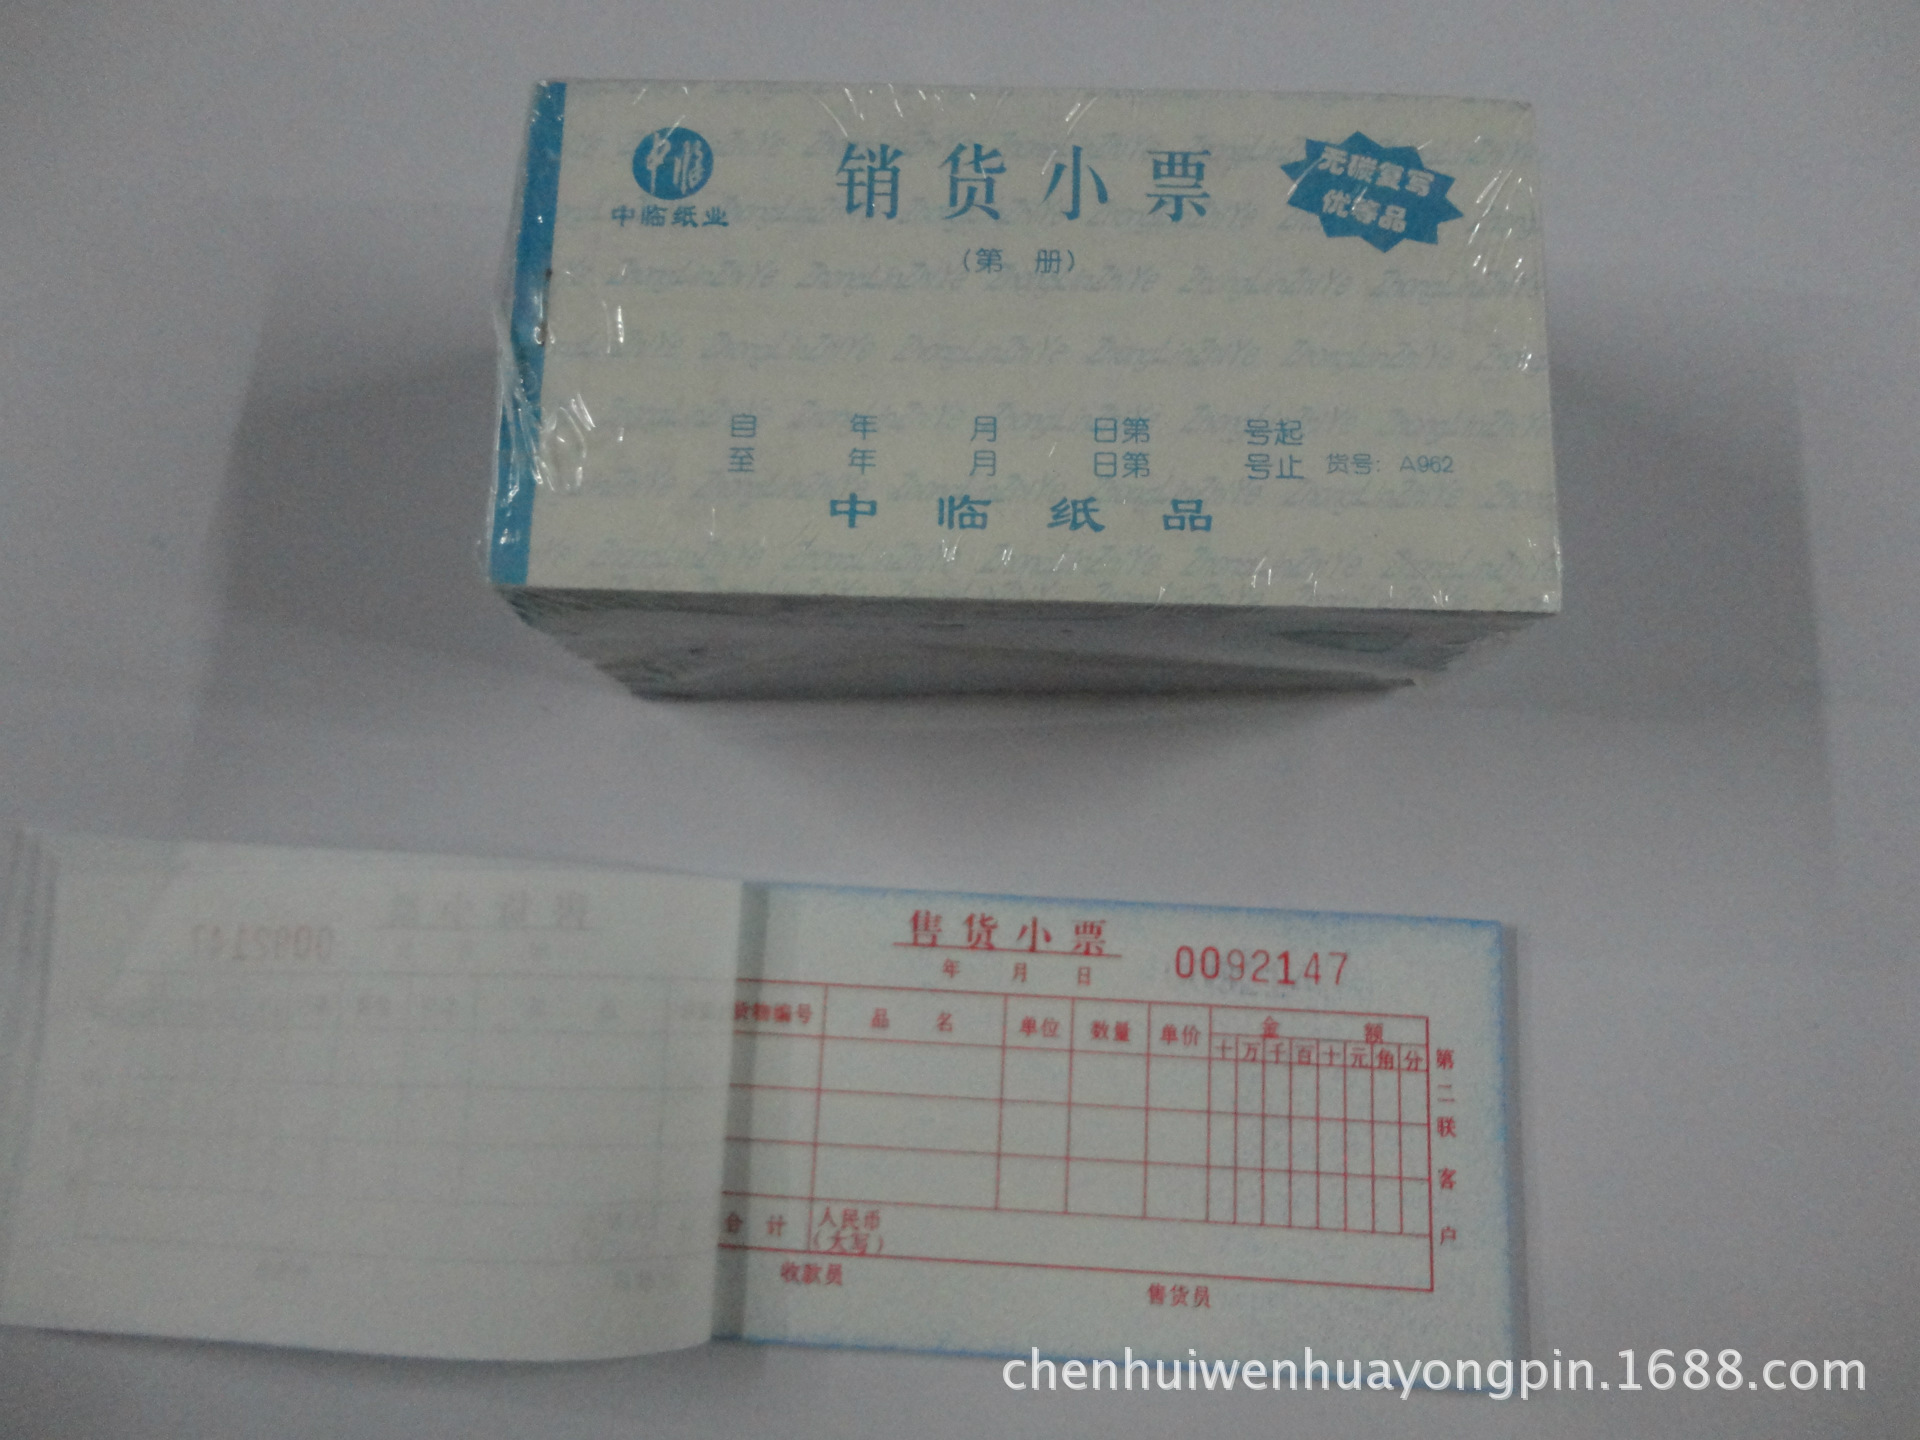 中临
中临纸业
销货小票
无碳复写
优等品
（第 册）
自 年 月 日第 号起
至 年 月 日第 号止 货号: A962
中临纸品
售货小票
0092147
年 月 日
货物编号 品名 单位 数量 单价 金额
十 万 千 百 十 元 角 分
第二联 客户
合计 人民币
（大写）
收款员 售货员
chenhuiwenhuayongpin.1688.com